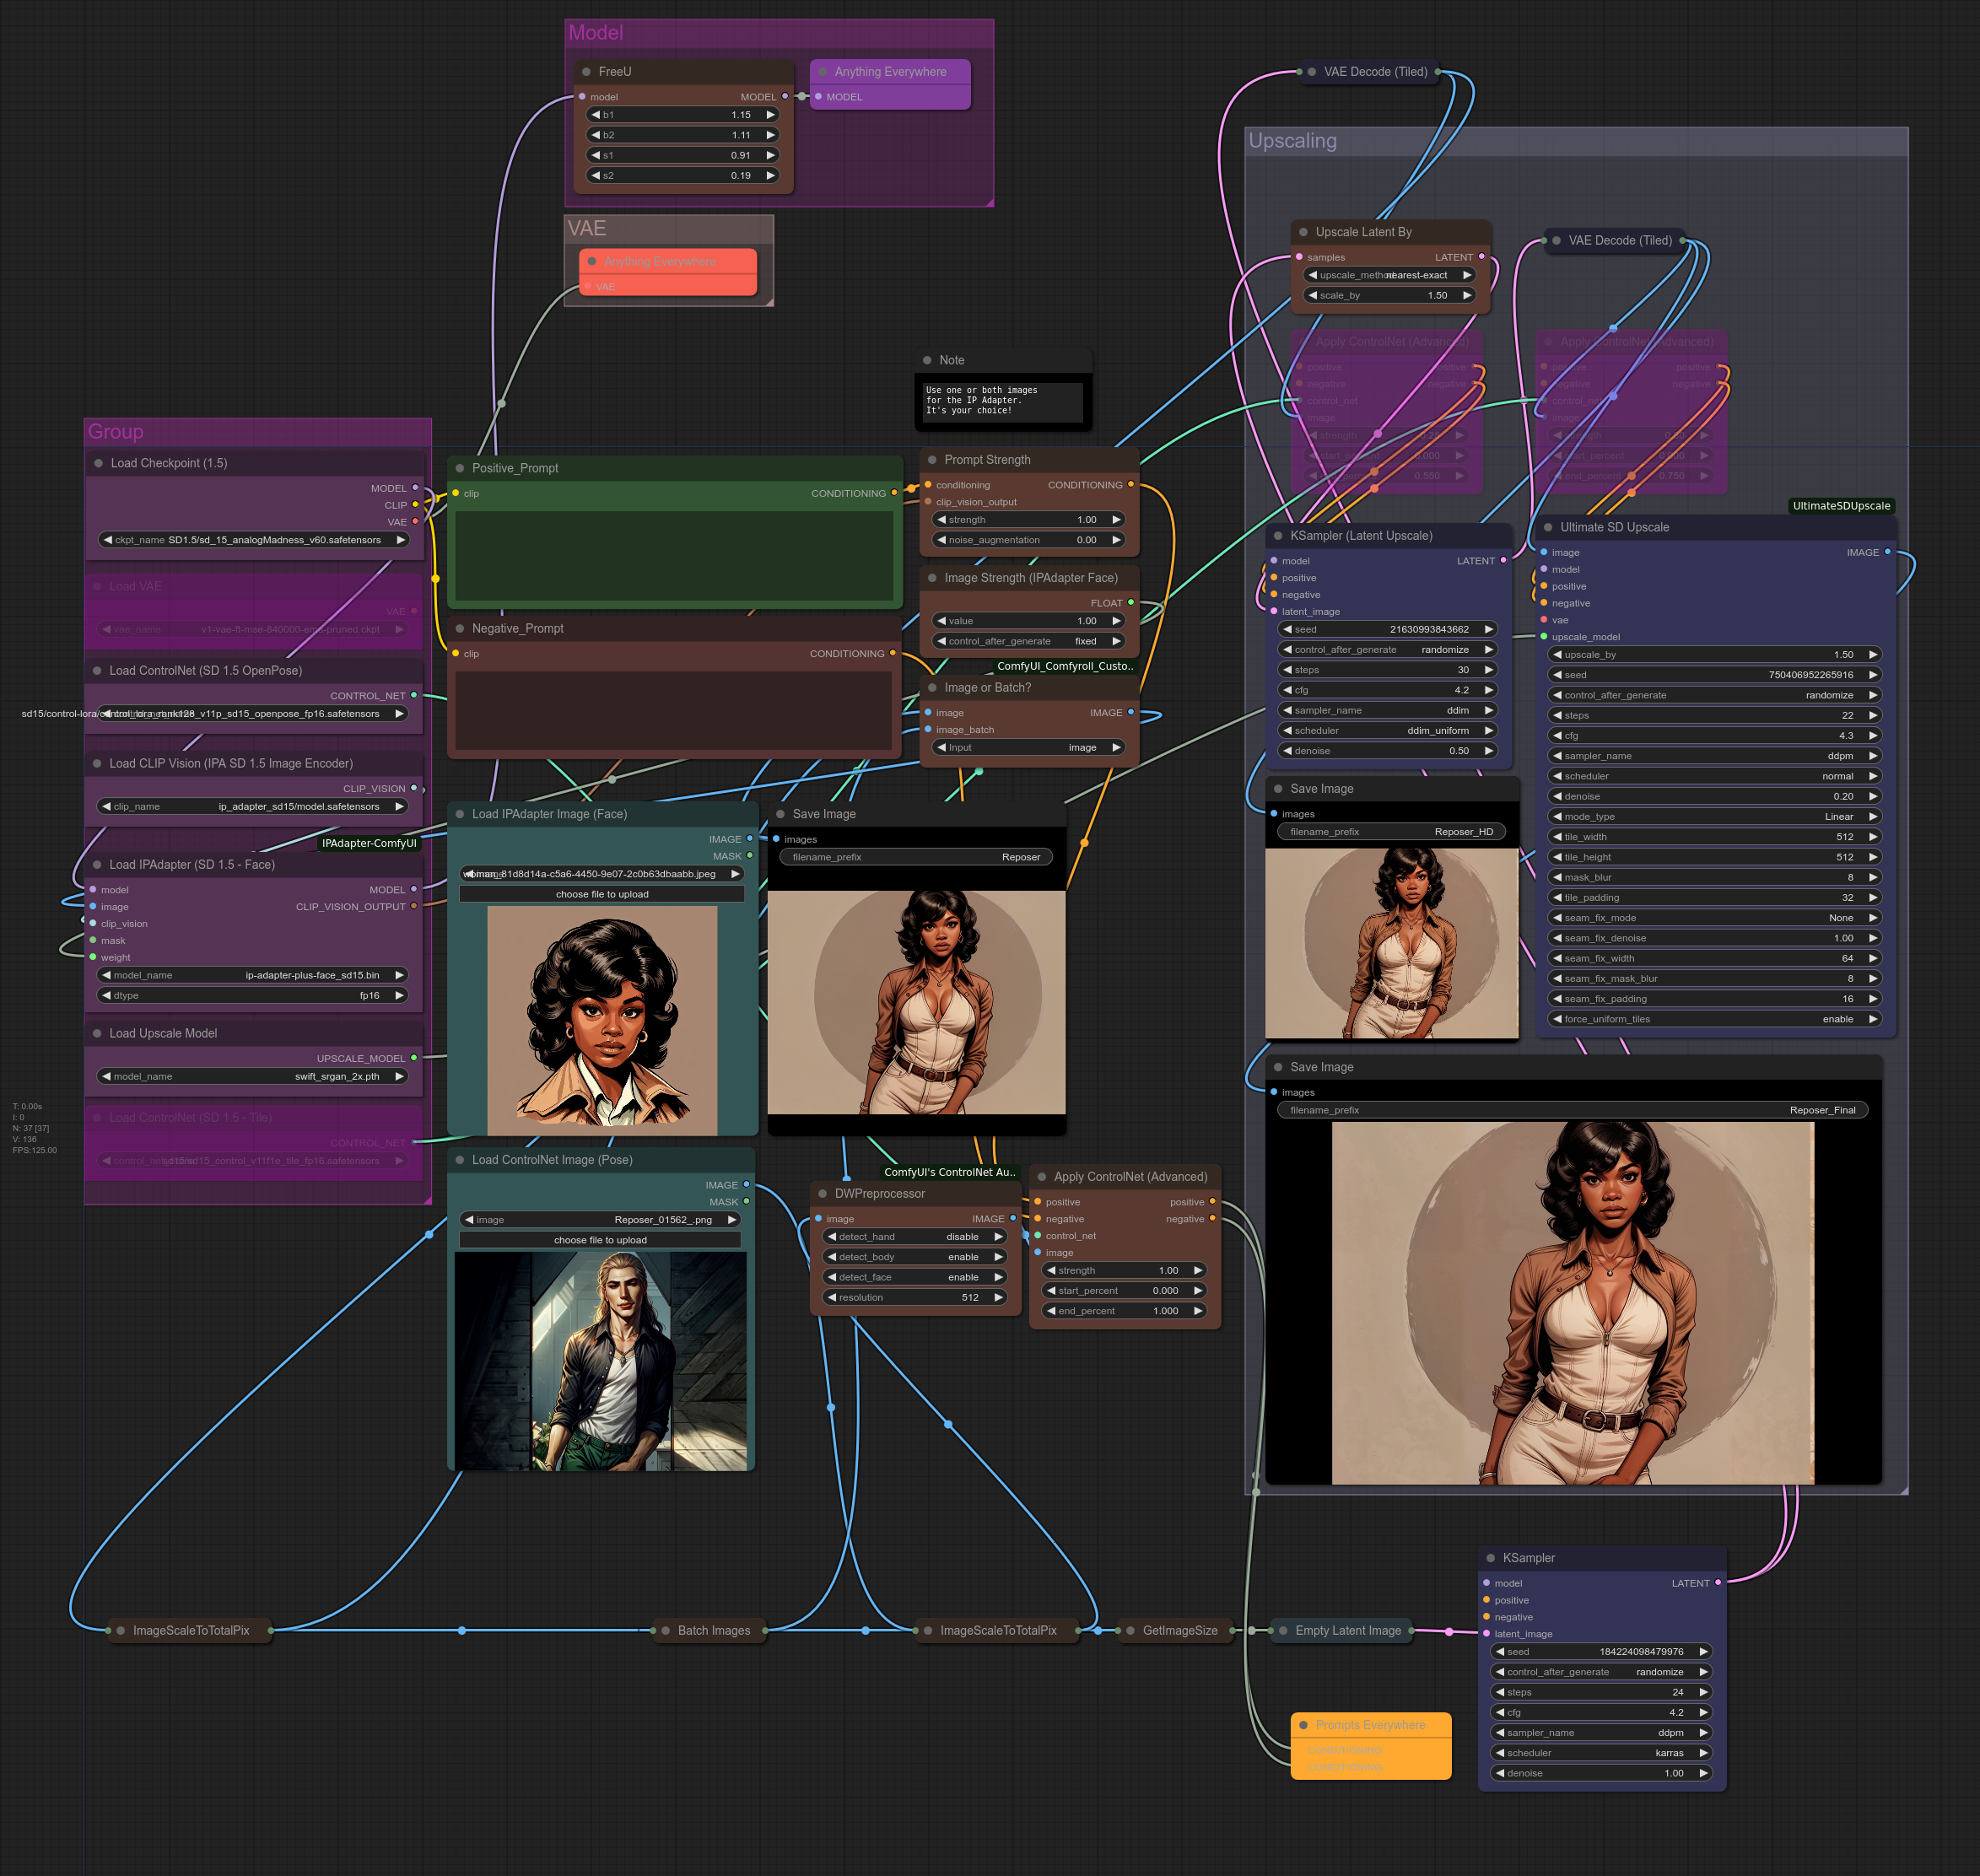 Model
FreeU
model MODEL
b1 1.15
b2 1.11
s1 0.91
s2 0.19
Anything Everywhere
MODEL
VAE
Anything Everywhere
VAE
Note
Use one or both images
for the IP Adapter.
It's your choice!
Group
Load Checkpoint (1.5)
MODEL
CLIP
VAE
ckpt_name SD1.5/sd_15_analogMadness_v60.safetensors
Load VAE
VAE
vae_name v1-vae-ft-mse-840000-ema-pruned.ckpt
Load ControlNet (SD 1.5 OpenPose)
CONTROL_NET
Load CLIP Vision (IPA SD 1.5 Image Encoder)
CLIP_VISION
clip_name ip_adapter_sd15/model.safetensors
IPAdapter-ComfyUI
Load IPAdapter (SD 1.5 - Face)
model MODEL
image CLIP_VISION_OUTPUT
clip_vision
mask
weight
model_name ip-adapter-plus-face_sd15.bin
dtype fp16
Load Upscale Model
UPSCALE_MODEL
model_name swift_srgan_2x.pth
Load ControlNet (SD 1.5 - Tile)
CONTROL_NET
T: 0.00s
I: 0
N: 37 [37]
V: 136
FPS:125.00
Positive_Prompt
clip CONDITIONING
Negative_Prompt
clip CONDITIONING
Prompt Strength
conditioning CONDITIONING
clip_vision_output
strength 1.00
noise_augmentation 0.00
Image Strength (IPAdapter Face)
FLOAT
value 1.00
control_after_generate fixed
ComfyUI_Comfyroll_Custo..
Image or Batch?
image IMAGE
image_batch
Input image
Load IPAdapter Image (Face)
IMAGE
MASK
choose file to upload
Save Image
images
filename_prefix Reposer
Load ControlNet Image (Pose)
IMAGE
MASK
image Reposer_01562_.png
choose file to upload
ComfyUI's ControlNet Au..
DWPreprocessor
image IMAGE
detect_hand disable
detect_body enable
detect_face enable
resolution 512
Apply ControlNet (Advanced)
positive positive
negative negative
control_net
image
strength 1.00
start_percent 0.000
end_percent 1.000
VAE Decode (Tiled)
Upscaling
Upscale Latent By
samples LATENT
upscale_method nearest-exact
scale_by 1.50
VAE Decode (Tiled)
Apply ControlNet (Advanced)
positive positive
negative negative
control_net
image
strength
0.550
Apply ControlNet (Advanced)
positive positive
negative negative
control_net
image
end_percent 0.750
KSampler (Latent Upscale)
model LATENT
positive
negative
latent_image
seed 21630993843662
control_after_generate randomize
steps 30
cfg 4.2
sampler_name ddim
scheduler ddim_uniform
denoise 0.50
UltimateSDUpscale
Ultimate SD Upscale
image IMAGE
model
positive
negative
vae
upscale_model
upscale_by 1.50
seed 750406952265916
control_after_generate randomize
steps 22
cfg 4.3
sampler_name ddpm
scheduler normal
denoise 0.20
mode_type Linear
tile_width 512
tile_height 512
mask_blur 8
tile_padding 32
seam_fix_mode None
seam_fix_denoise 1.00
seam_fix_width 64
seam_fix_mask_blur 8
seam_fix_padding 16
force_uniform_tiles enable
Save Image
images
filename_prefix Reposer_HD
Save Image
images
filename_prefix Reposer_Final
ImageScaleToTotalPix
Batch Images
ImageScaleToTotalPix
GetImageSize
Empty Latent Image
KSampler
model LATENT
positive
negative
latent_image
seed 184224098479976
control_after_generate randomize
steps 24
cfg 4.2
sampler_name ddpm
scheduler karras
denoise 1.00
Prompts Everywhere
CONDITIONING
CONDITIONING